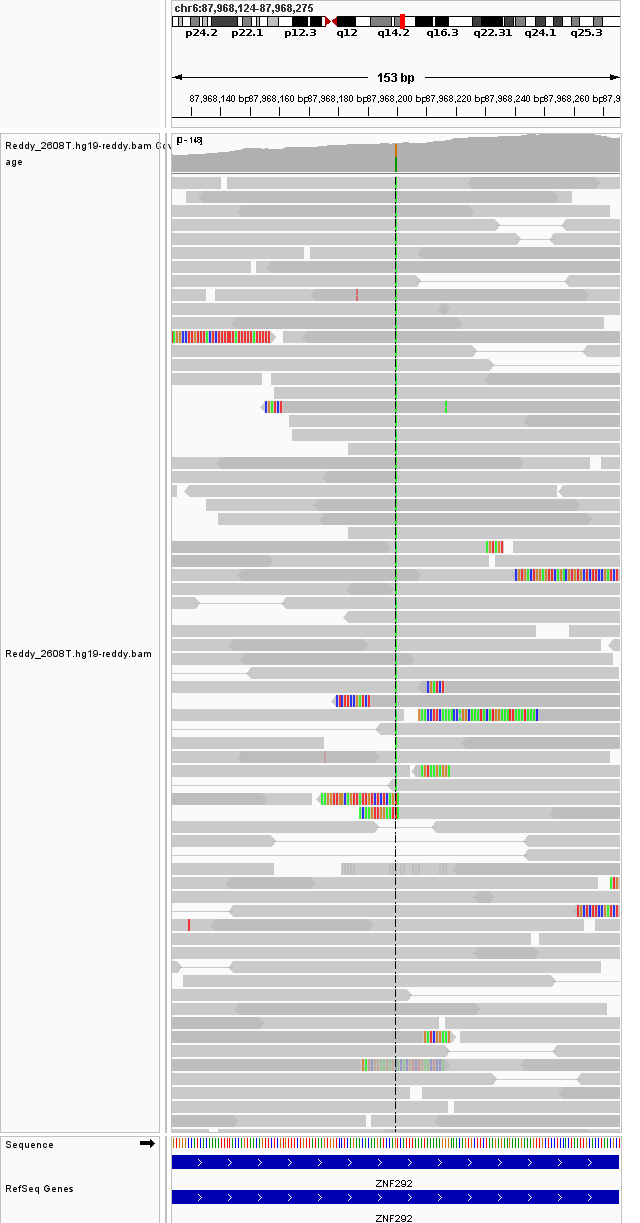 chr6:87,968,124-87,968,275
p24.2 p22.1 p12.3 q12 q14.2 q16.3 q22.31 q24.1 q25.3
153 bp
87,968,140 bp 87,968,160 bp 87,968,180 bp 87,968,200 bp 87,968,220 bp 87,968,240 bp 87,968,260 bp 87,9
Reddy_2608T.hg19-reddy.bam Cov
age
[0 - 148]
Reddy_2608T.hg19-reddy.bam
Sequence
RefSeq Genes
ZNF292
ZNF292